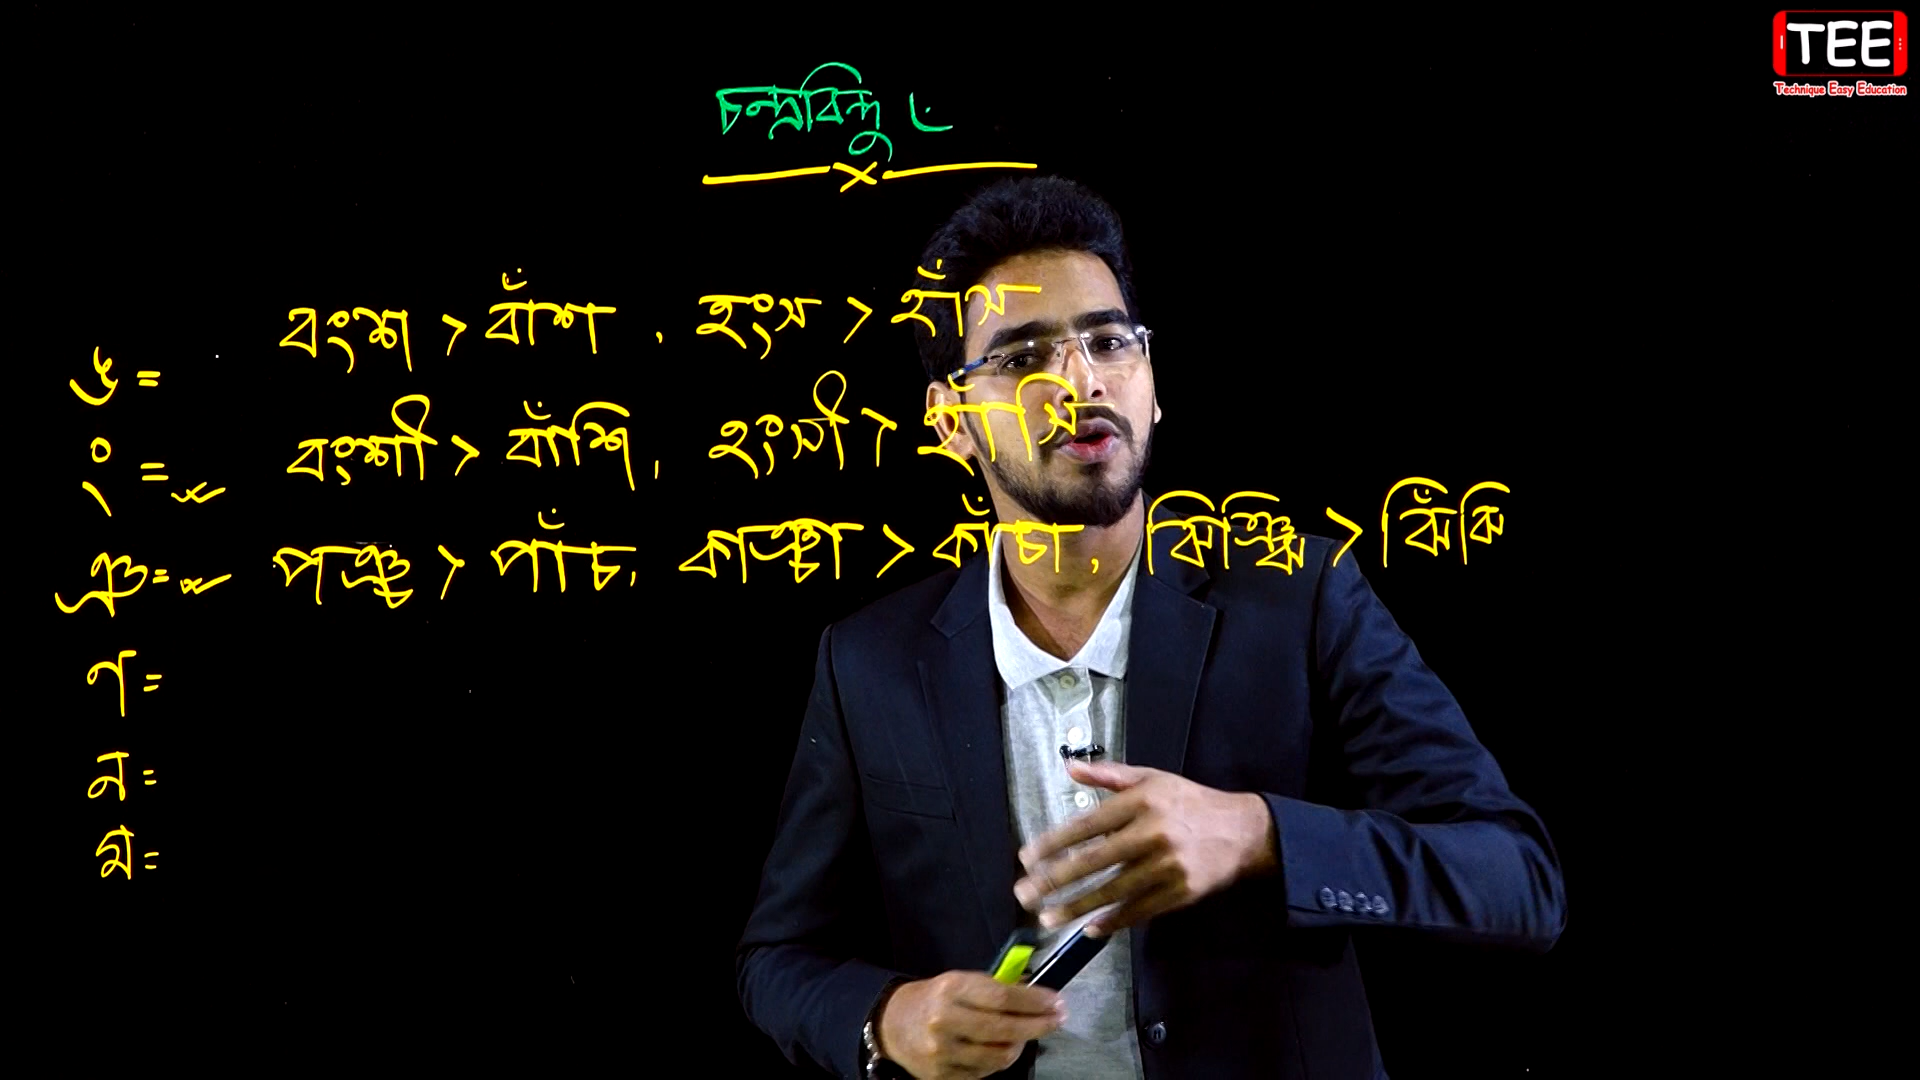 TEE
Technique Easy Education
চন্দ্রবিন্দু ঁ
বংশ > বাঁশ, হংস > হাঁস
ঙ =
বংশী > বাঁশি, হংসী > হাঁসি
ং =
ঞ = পঞ্চ > পাঁচ, কাঞ্চা > কাঁচা, ঝিঞ্ঝি > ঝিঁঝি
ণ =
ন =
ম =